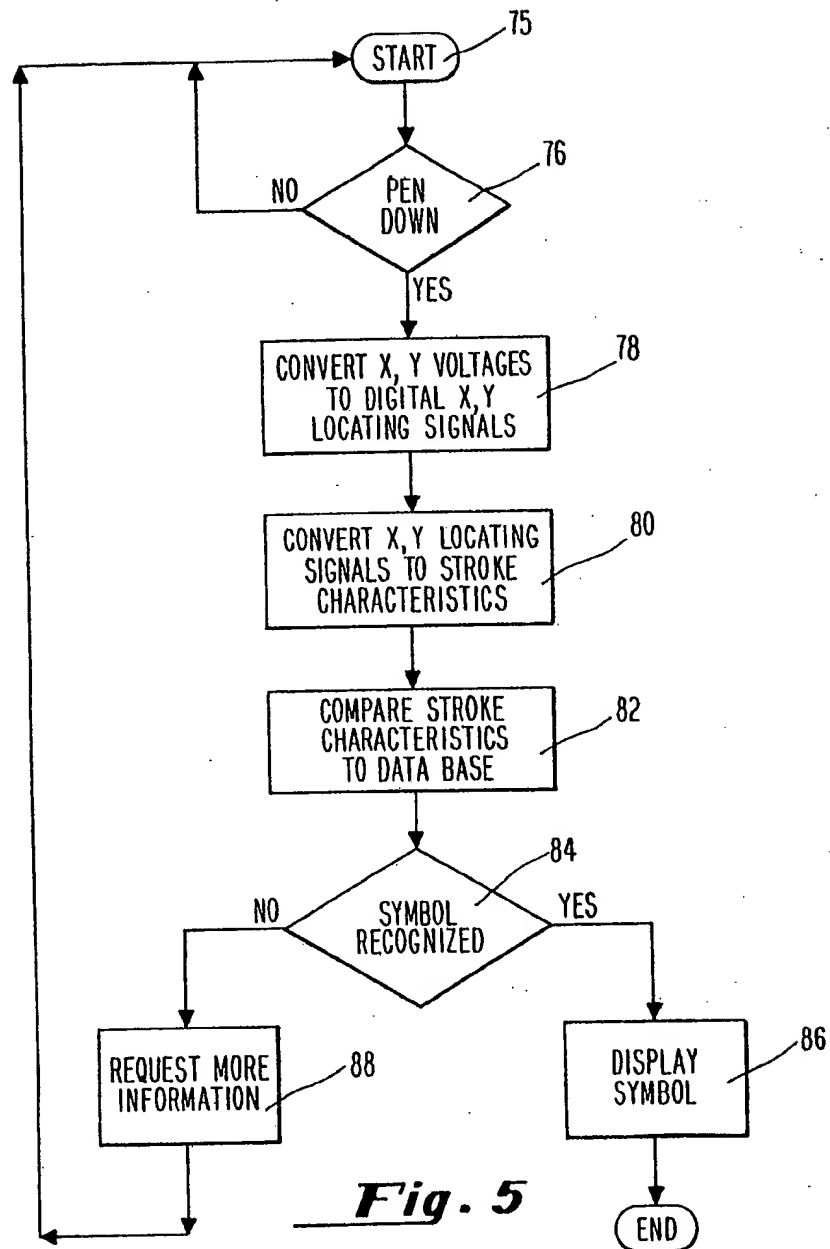 75
START
76
PEN
DOWN
NO
YES
78
CONVERT X, Y VOLTAGES
TO DIGITAL X,Y
LOCATING SIGNALS
80
CONVERT X,Y LOCATING
SIGNALS TO STROKE
CHARACTERISTICS
82
COMPARE STROKE
CHARACTERISTICS
TO DATA BASE
84
NO
SYMBOL
RECOGNIZED
YES
REQUEST MORE
INFORMATION
88
DISPLAY
SYMBOL
86
Fig. 5
END